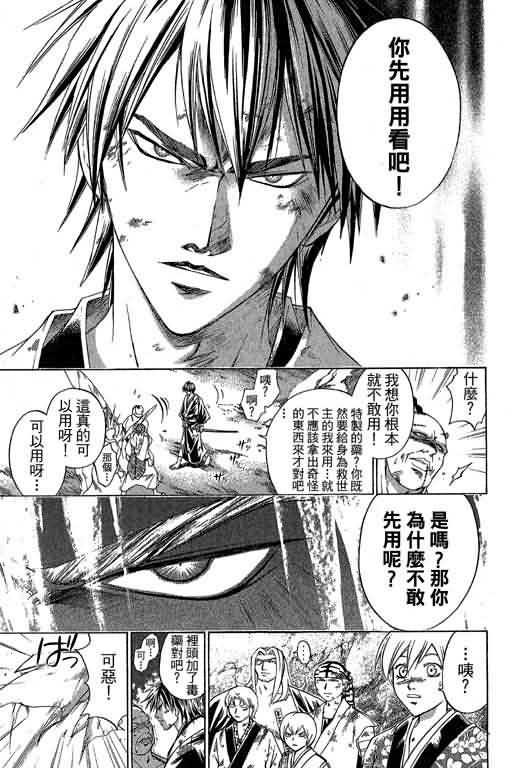 你先用用看吧！
什麼？
我想你根本
就不敢用！
特製的藥？你既
然要給身為救世
主的我來用…就
不應該拿出奇怪
的東西來才對吧
咦？
那個…
這真的可
以用呀！
可以用呀…
是嗎？那你
為什麼不敢
先用呢？
…咦？
裡頭加了毒
藥對吧？
啊…
可…
可惡！
ばっ